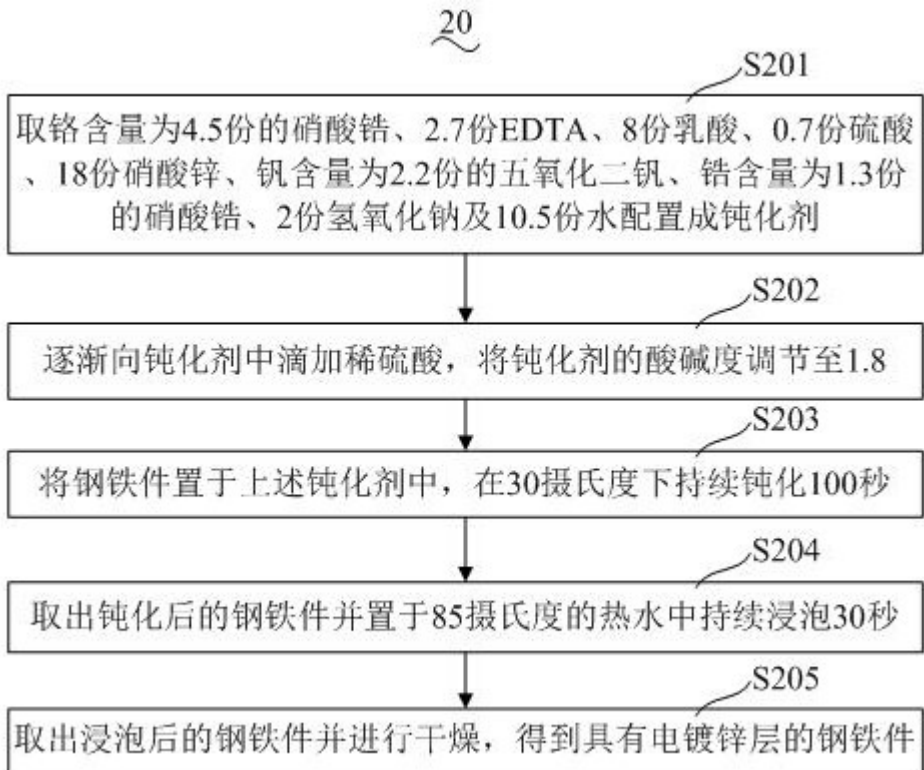 20
S201
取铬含量为4.5份的硝酸锆、2.7份EDTA、8份乳酸、0.7份硫酸
、18份硝酸锌、钒含量为2.2份的五氧化二钒、锆含量为1.3份
的硝酸锆、2份氢氧化钠及10.5份水配置成钝化剂
S202
逐渐向钝化剂中滴加稀硫酸，将钝化剂的酸碱度调节至1.8
S203
将钢铁件置于上述钝化剂中，在30摄氏度下持续钝化100秒
S204
取出钝化后的钢铁件并置于85摄氏度的热水中持续浸泡30秒
S205
取出浸泡后的钢铁件并进行干燥，得到具有电镀锌层的钢铁件